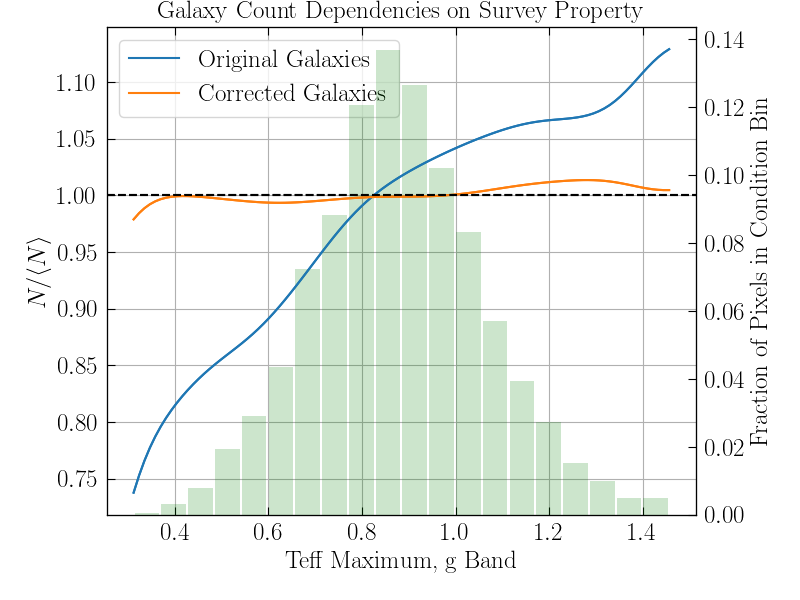 Galaxy Count Dependencies on Survey Property
Original Galaxies
Corrected Galaxies
N/⟨N⟩
1.10
1.05
1.00
0.95
0.90
0.85
0.80
0.75
0.14
0.12
0.10
0.08
0.06
0.04
0.02
0.00
Fraction of Pixels in Condition Bin
0.4 0.6 0.8 1.0 1.2 1.4
Teff Maximum, g Band